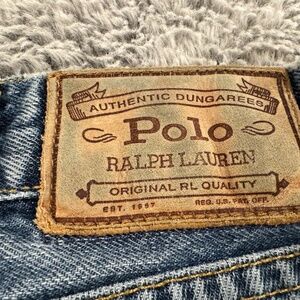 AUTHENTIC DUNGAREES
Polo
RALPH LAUREN
ORIGINAL RL QUALITY
EST. 1967 REG. U.S. PAT. OFF.